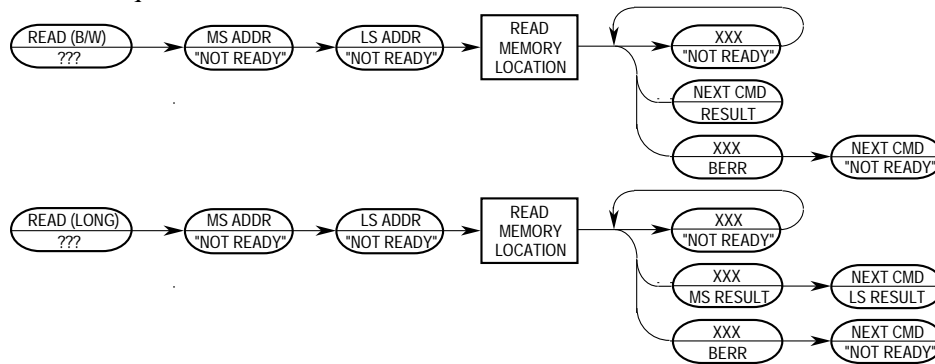 READ (B/W)
???
MS ADDR
"NOT READY"
LS ADDR
"NOT READY"
READ
MEMORY
LOCATION
XXX
"NOT READY"
NEXT CMD
RESULT
XXX
BERR
NEXT CMD
"NOT READY"
READ (LONG)
???
MS ADDR
"NOT READY"
LS ADDR
"NOT READY"
READ
MEMORY
LOCATION
XXX
"NOT READY"
XXX
MS RESULT
NEXT CMD
LS RESULT
XXX
BERR
NEXT CMD
"NOT READY"